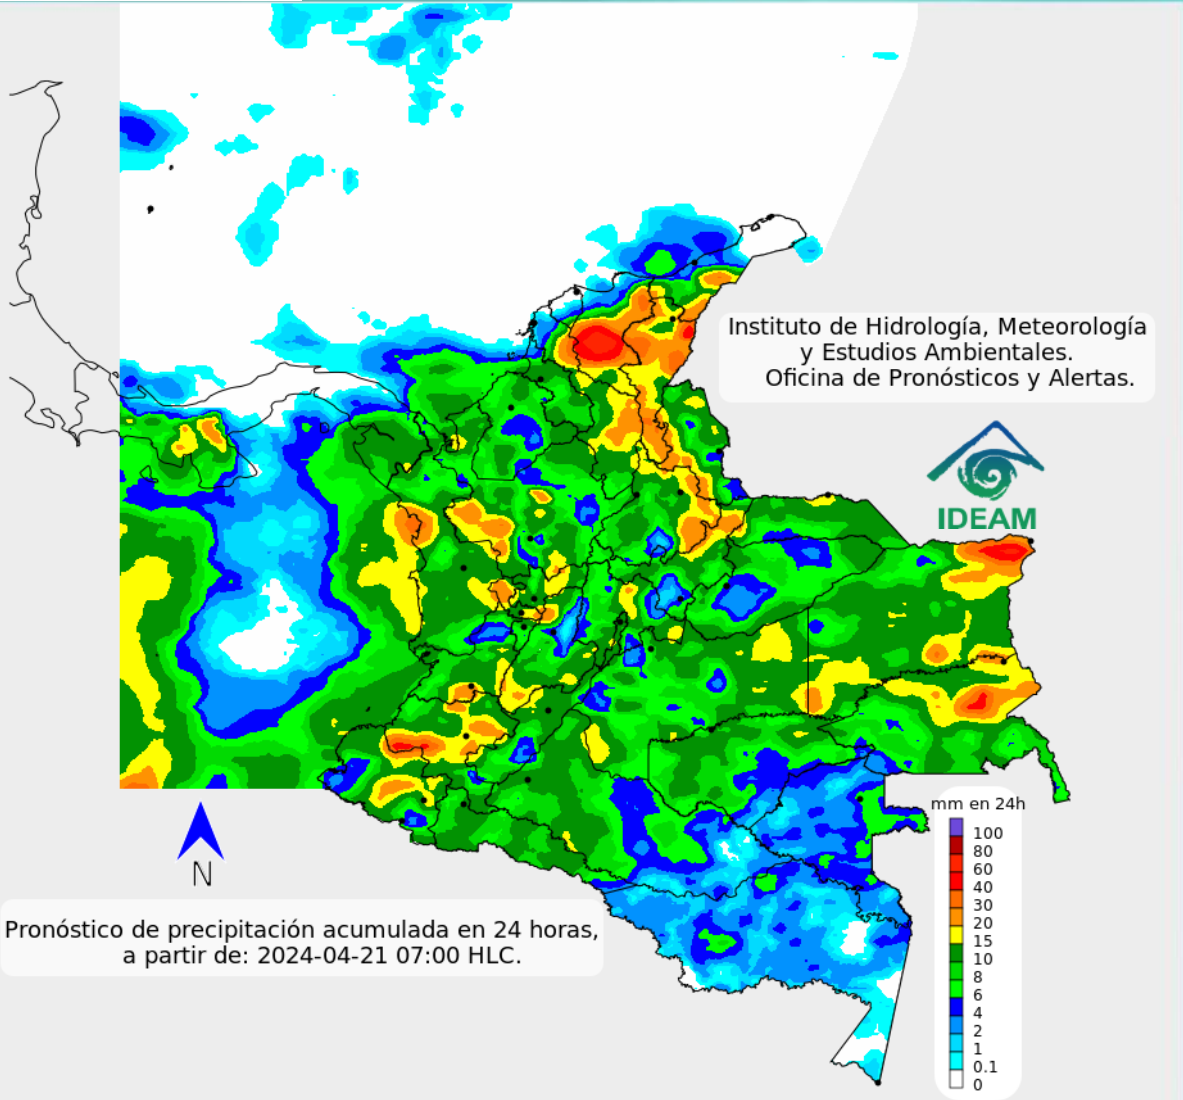 Instituto de Hidrología, Meteorología
y Estudios Ambientales.
Oficina de Pronósticos y Alertas.
IDEAM
mm en 24h
100
80
60
40
30
20
15
10
8
6
4
2
1
0.1
0
N
Pronóstico de precipitación acumulada en 24 horas,
a partir de: 2024-04-21 07:00 HLC.